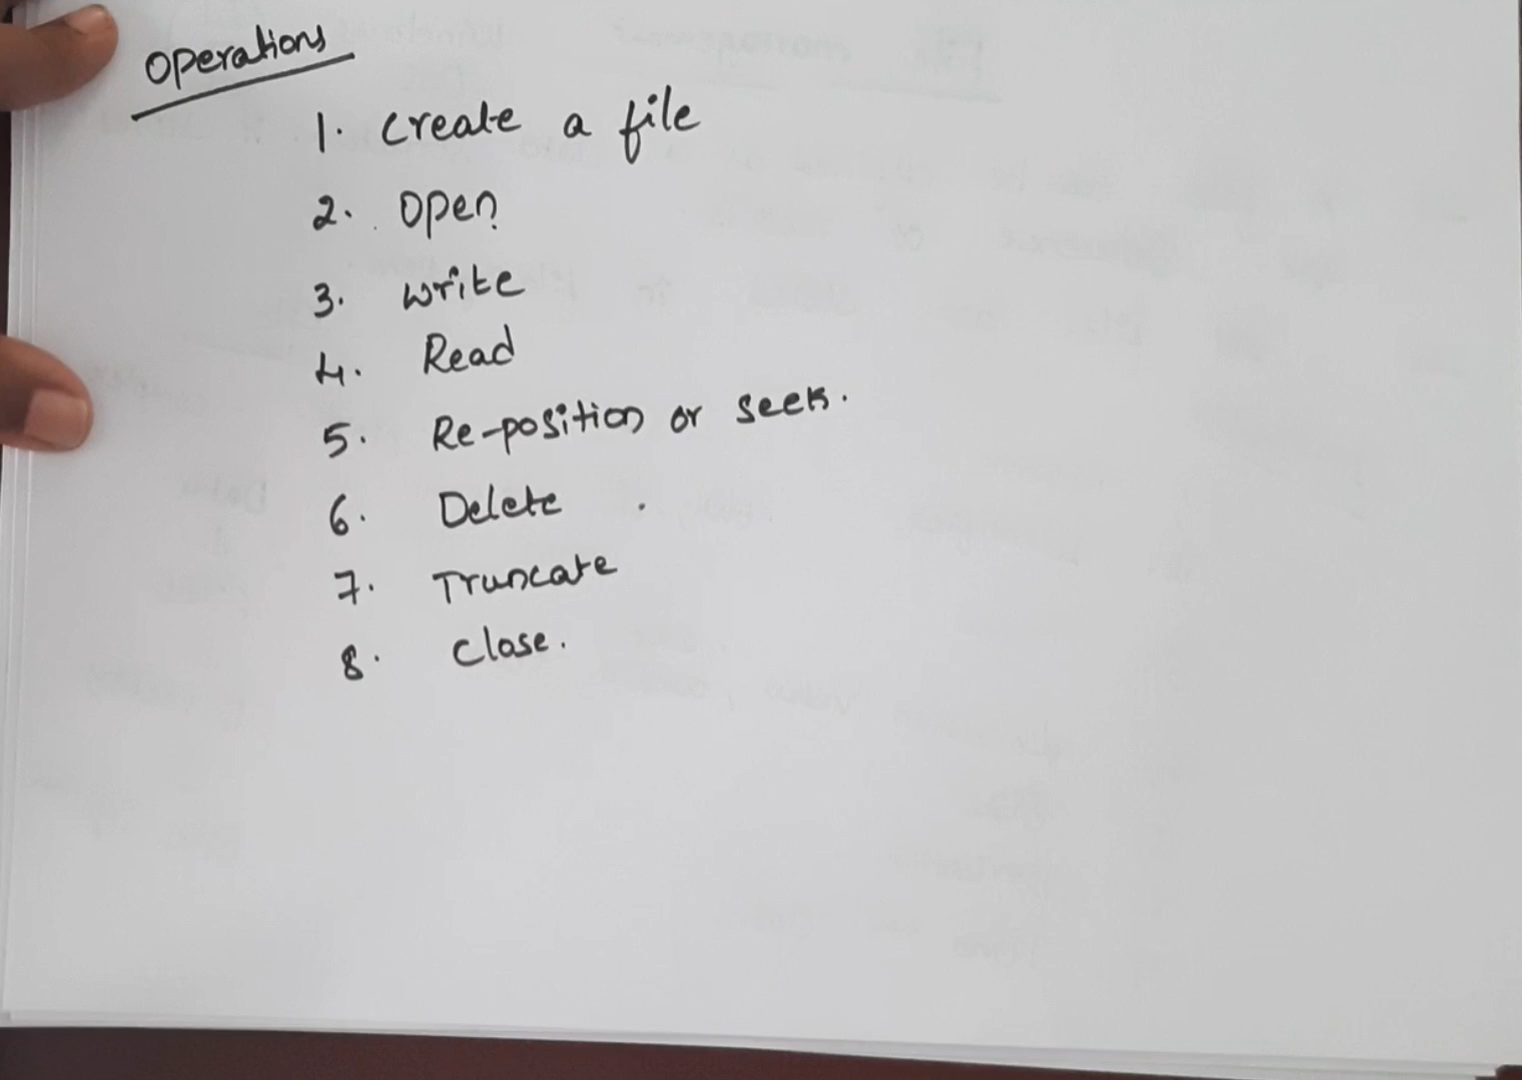 Operations
1. Create a file
2. Open
3. Write
4. Read
5. Re-position or seek.
6. Delete
7. Truncate
8. Close.